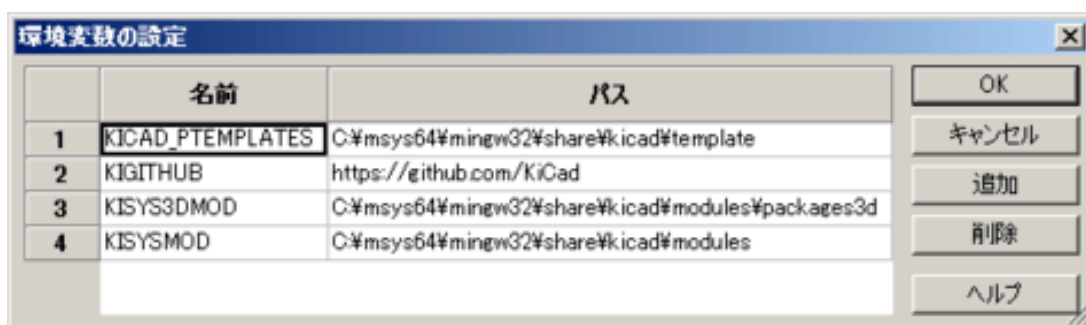 環境変数の設定
名前 パス
1 KICAD_PTEMPLATES C:¥msys64¥mingw32¥share¥kicad¥template
2 KIGITHUB https://github.com/KiCad
3 KISYS3DMOD C:¥msys64¥mingw32¥share¥kicad¥modules¥packages3d
4 KISYSMOD C:¥msys64¥mingw32¥share¥kicad¥modules
OK
キャンセル
追加
削除
ヘルプ